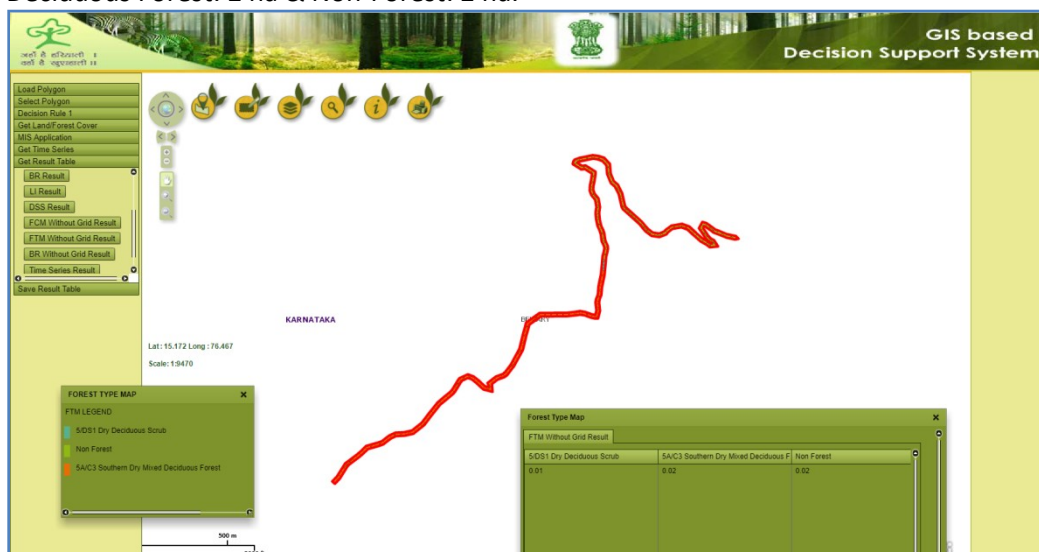 Deciduous Forest: 2 ha & Non Forest: 2 ha.
GIS based
Decision Support System
जहाँ है हरियाली ।
वहाँ है खुशहाली ॥
Load Polygon
Select Polygon
Decision Rule 1
Get Land/Forest Cover
MIS Application
Get Time Series
Get Result Table
BR Result
LI Result
DSS Result
FCM Without Grid Result
FTM Without Grid Result
BR Without Grid Result
Time Series Result
Save Result Table
KARNATAKA
Lat: 15.172 Long : 76.467
Scale: 1:9470
FOREST TYPE MAP
FTM LEGEND
5/DS1 Dry Deciduous Scrub
Non Forest
5A/C3 Southern Dry Mixed Deciduous Forest
500 m
Forest Type Map
FTM Without Grid Result
5/DS1 Dry Deciduous Scrub 5A/C3 Southern Dry Mixed Deciduous F Non Forest
0.01 0.02 0.02